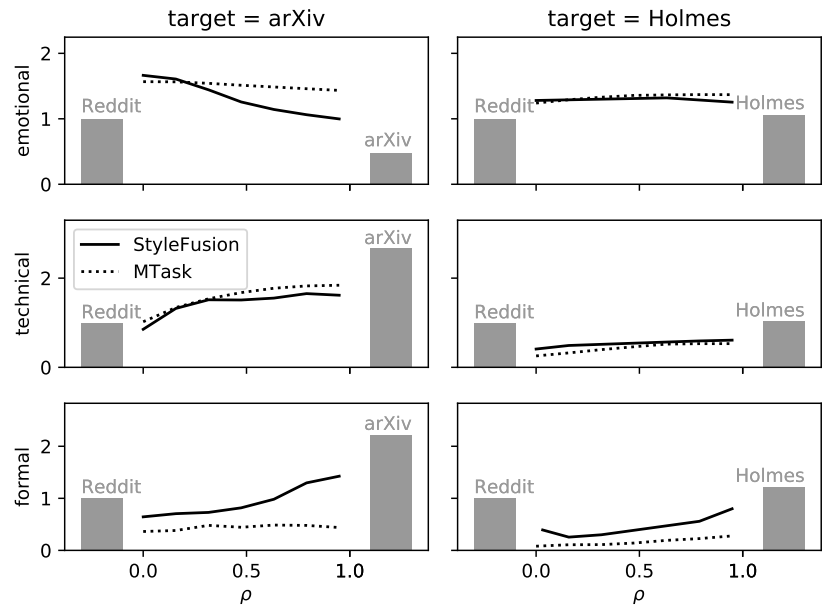 target = arXiv
target = Holmes
emotional
2
1
0
Reddit
arXiv
Reddit
Holmes
technical
2
0
StyleFusion
MTask
Reddit
arXiv
Reddit
Holmes
formal
2
1
0
Reddit
arXiv
Reddit
Holmes
0.0
0.5
1.0
0.0
0.5
1.0
ρ
ρ